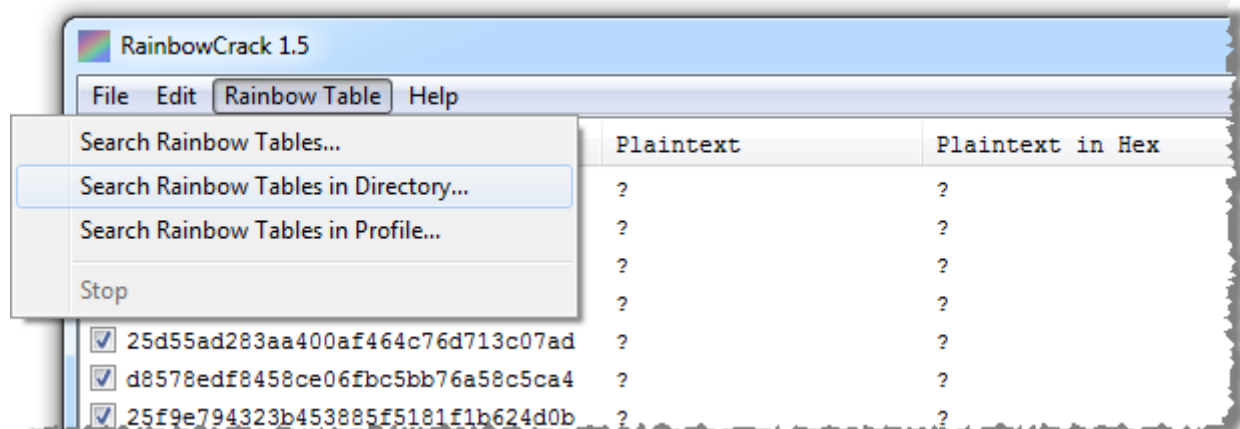 RainbowCrack 1.5
File Edit Rainbow Table Help
Search Rainbow Tables...
Plaintext Plaintext in Hex
Search Rainbow Tables in Directory...
? ?
Search Rainbow Tables in Profile...
? ?
? ?
Stop
? ?
25d55ad283aa400af464c76d713c07ad ? ?
d8578edf8458ce06fbc5bb76a58c5ca4 ? ?
25f9e794323b453885f5181f1b624d0b ? ?